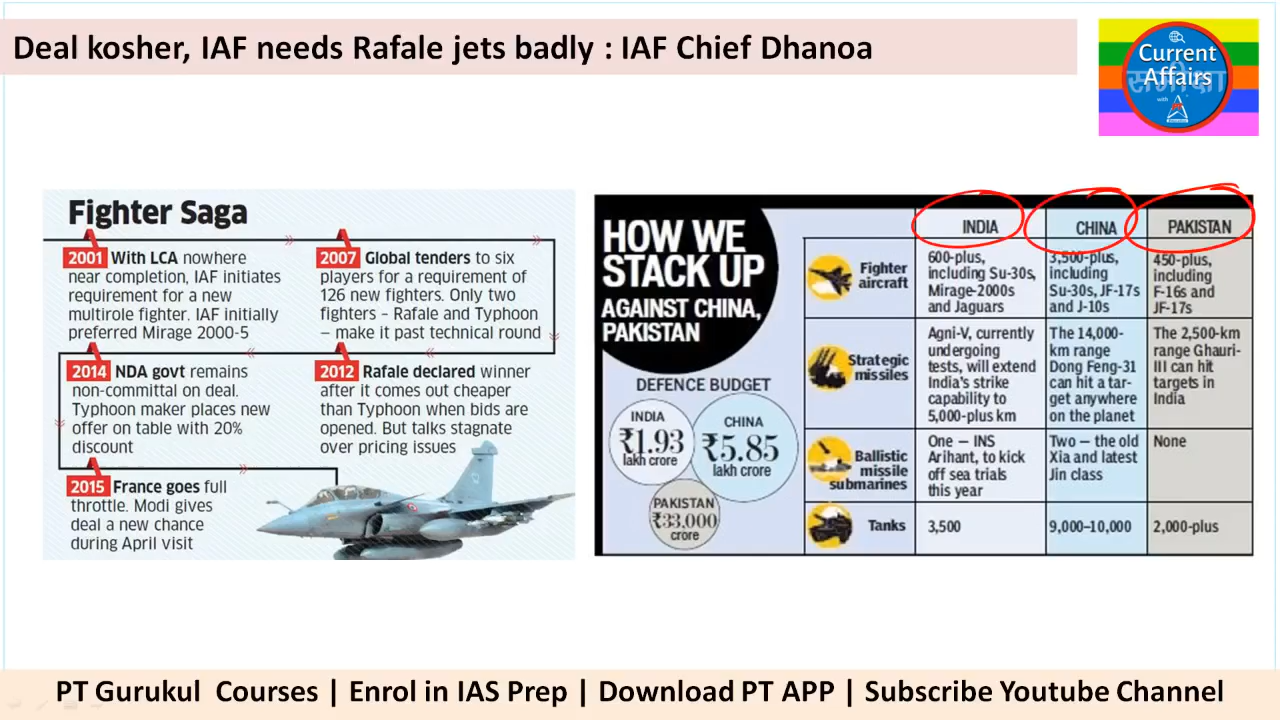 Deal kosher, IAF needs Rafale jets badly : IAF Chief Dhanoa
Current
Affairs
समीक्षा
with
Fighter Saga
2001 With LCA nowhere
near completion, IAF initiates
requirement for a new
multirole fighter. IAF initially
preferred Mirage 2000-5
2007 Global tenders to six
players for a requirement of
126 new fighters. Only two
fighters – Rafale and Typhoon
– make it past technical round
2014 NDA govt remains
non-committal on deal.
Typhoon maker places new
offer on table with 20%
discount
2012 Rafale declared winner
after it comes out cheaper
than Typhoon when bids are
opened. But talks stagnate
over pricing issues
2015 France goes full
throttle. Modi gives
deal a new chance
during April visit
HOW WE
STACK UP
AGAINST CHINA,
PAKISTAN
DEFENCE BUDGET
INDIA
₹1.93
lakh crore
CHINA
₹5.85
lakh crore
PAKISTAN
₹33,000
crore
INDIA
CHINA
PAKISTAN
Fighter
aircraft
600-plus,
including Su-30s,
Mirage-2000s
and Jaguars
3,500-plus,
including
Su-30s, JF-17s
and J-10s
450-plus,
including
F-16s and
JF-17s
Strategic
missiles
Agni-V, currently
undergoing
tests, will extend
India's strike
capability to
5,000-plus km
The 14,000-
km range
Dong Feng-31
can hit a tar-
get anywhere
on the planet
The 2,500-km
range Ghauri-
III can hit
targets in
India
Ballistic
missile
submarines
One — INS
Arihant, to kick
off sea trials
this year
Two — the old
Xia and latest
Jin class
None
Tanks
3,500
9,000–10,000
2,000-plus
PT Gurukul Courses | Enrol in IAS Prep | Download PT APP | Subscribe Youtube Channel